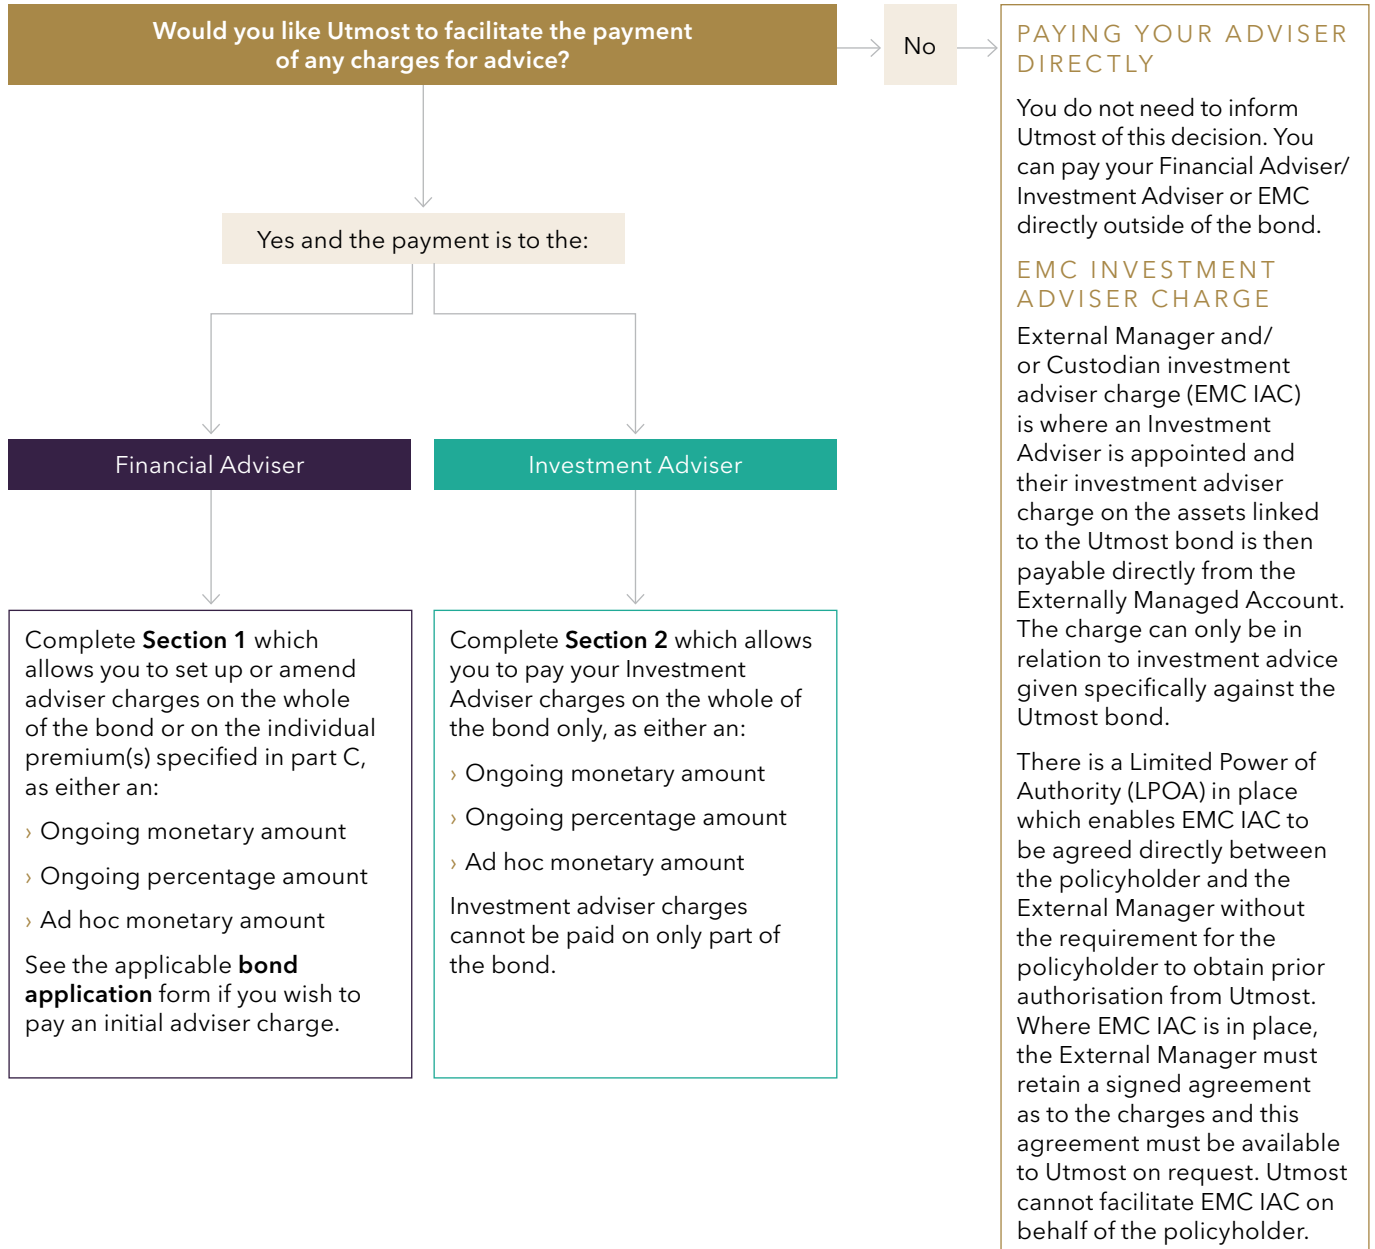 Would you like Utmost to facilitate the payment
of any charges for advice?
No
Yes and the payment is to the:
Financial Adviser
Complete Section 1 which
allows you to set up or amend
adviser charges on the whole
of the bond or on the individual
premium(s) specified in part C,
as either an:
› Ongoing monetary amount
› Ongoing percentage amount
› Ad hoc monetary amount
See the applicable bond
application form if you wish to
pay an initial adviser charge.
Investment Adviser
Complete Section 2 which allows
you to pay your Investment
Adviser charges on the whole of
the bond only, as either an:
› Ongoing monetary amount
› Ongoing percentage amount
› Ad hoc monetary amount
Investment adviser charges
cannot be paid on only part of
the bond.
PAYING YOUR ADVISER
DIRECTLY
You do not need to inform
Utmost of this decision. You
can pay your Financial Adviser/
Investment Adviser or EMC
directly outside of the bond.
EMC INVESTMENT
ADVISER CHARGE
External Manager and/
or Custodian investment
adviser charge (EMC IAC)
is where an Investment
Adviser is appointed and
their investment adviser
charge on the assets linked
to the Utmost bond is then
payable directly from the
Externally Managed Account.
The charge can only be in
relation to investment advice
given specifically against the
Utmost bond.
There is a Limited Power of
Authority (LPOA) in place
which enables EMC IAC to
be agreed directly between
the policyholder and the
External Manager without
the requirement for the
policyholder to obtain prior
authorisation from Utmost.
Where EMC IAC is in place,
the External Manager must
retain a signed agreement
as to the charges and this
agreement must be available
to Utmost on request. Utmost
cannot facilitate EMC IAC on
behalf of the policyholder.